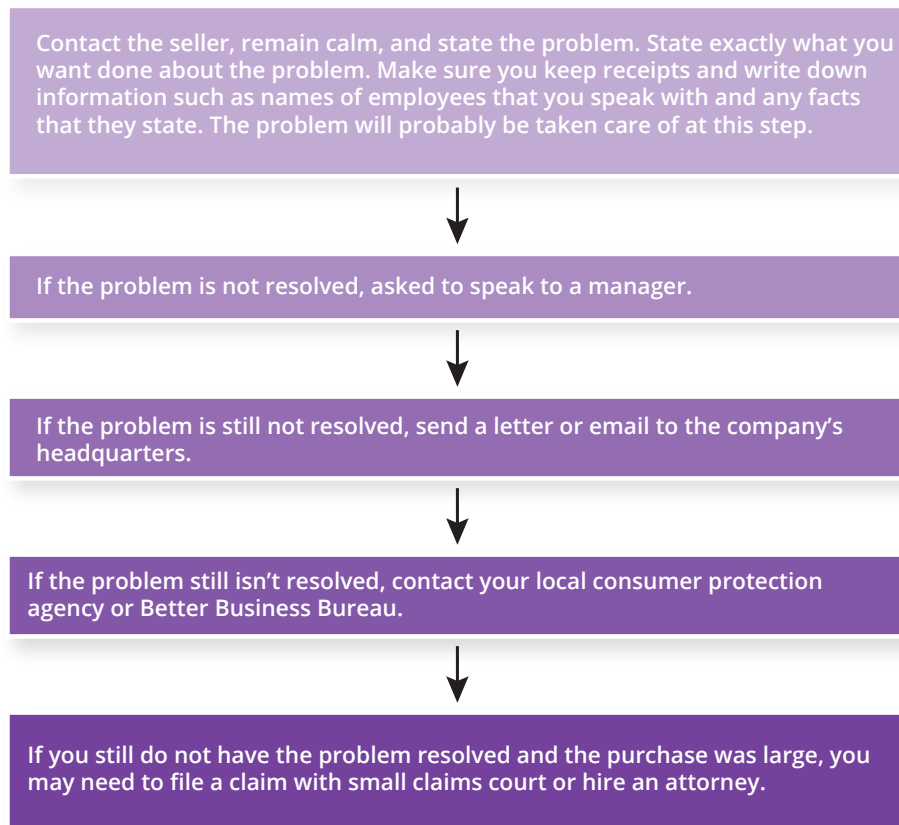 Contact the seller, remain calm, and state the problem. State exactly what you
want done about the problem. Make sure you keep receipts and write down
information such as names of employees that you speak with and any facts
that they state. The problem will probably be taken care of at this step.
If the problem is not resolved, asked to speak to a manager.
If the problem is still not resolved, send a letter or email to the company’s
headquarters.
If the problem still isn’t resolved, contact your local consumer protection
agency or Better Business Bureau.
If you still do not have the problem resolved and the purchase was large, you
may need to file a claim with small claims court or hire an attorney.